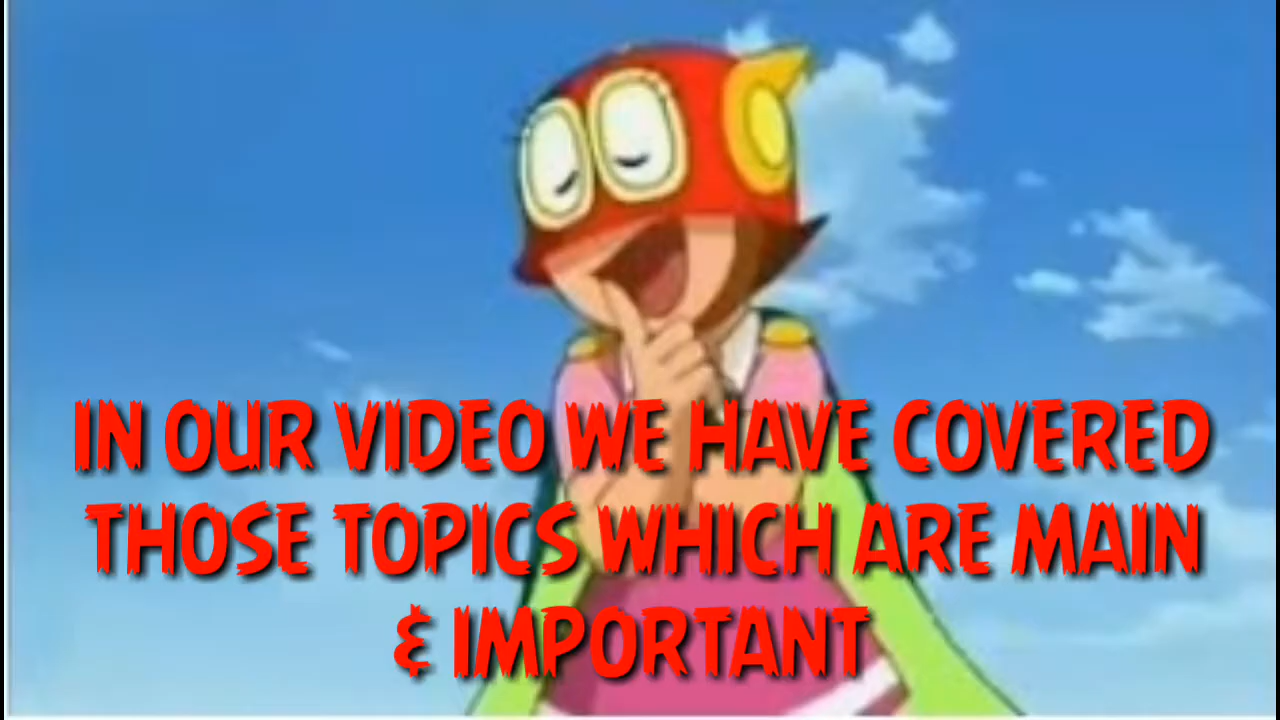 IN OUR VIDEO WE HAVE COVERED
THOSE TOPICS WHICH ARE MAIN
& IMPORTANT